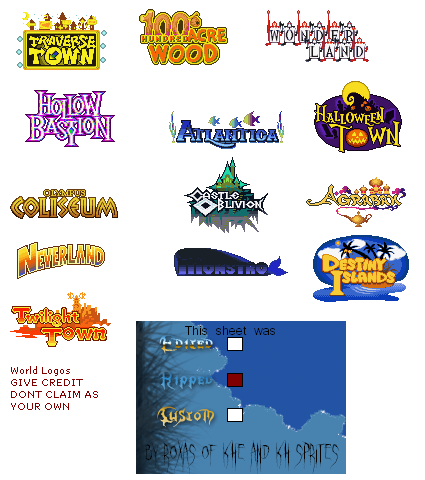 TRAVERSE
TOWN
100
HUNDRED ACRE
WOOD
WONDER
LAND
HOLLOW
BASTION
ATLANTICA
HALLOWEEN
TOWN
OLYMPUS
COLISEUM
CASTLE
OBLIVION
AGRABAH
NEVERLAND
MONSTRO
DESTINY
ISLANDS
Twilight
Town
World Logos
GIVE CREDIT
DONT CLAIM AS
YOUR OWN
This sheet was
Edited
Ripped
Custom
BY ROXAS OF KHE AND KH SPRITES